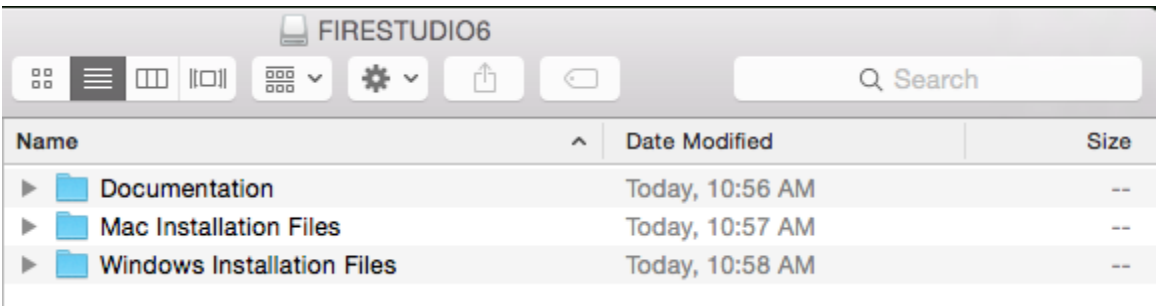 FIRESTUDIO6
Search
Name Date Modified Size
Documentation Today, 10:56 AM --
Mac Installation Files Today, 10:57 AM --
Windows Installation Files Today, 10:58 AM --